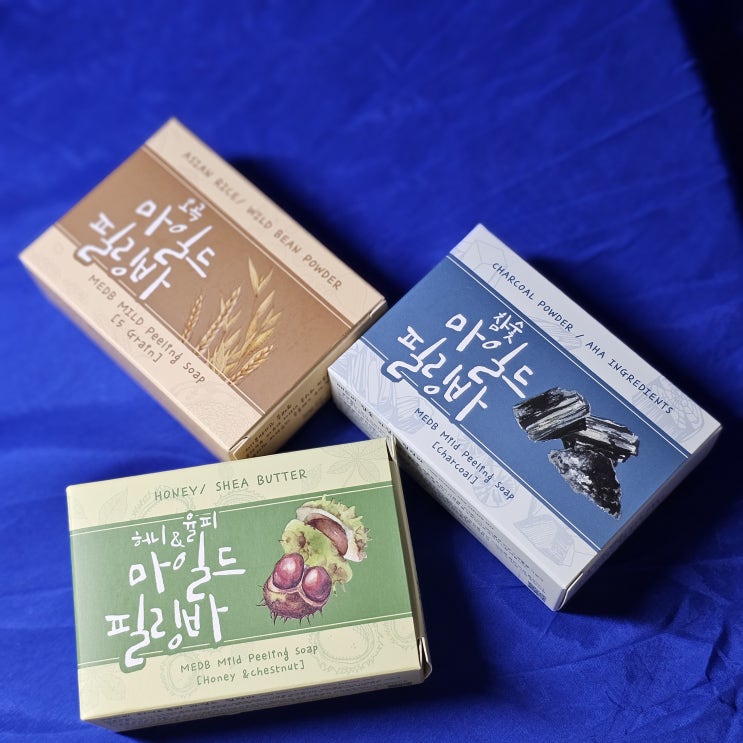 ASIAN RICE/ WILD BEAN POWDER
오곡
마일드
필링바
MEDB MILD Peeling Soap
[5 Grain]
CHARCOAL POWDER / AHA INGREDIENTS
참숯
마일드
필링바
MEDB Mild Peeling Soap
[Charcoal]
HONEY/ SHEA BUTTER
허니&율피
마일드
필링바
MEDB Mild Peeling Soap
[Honey &chestnut]